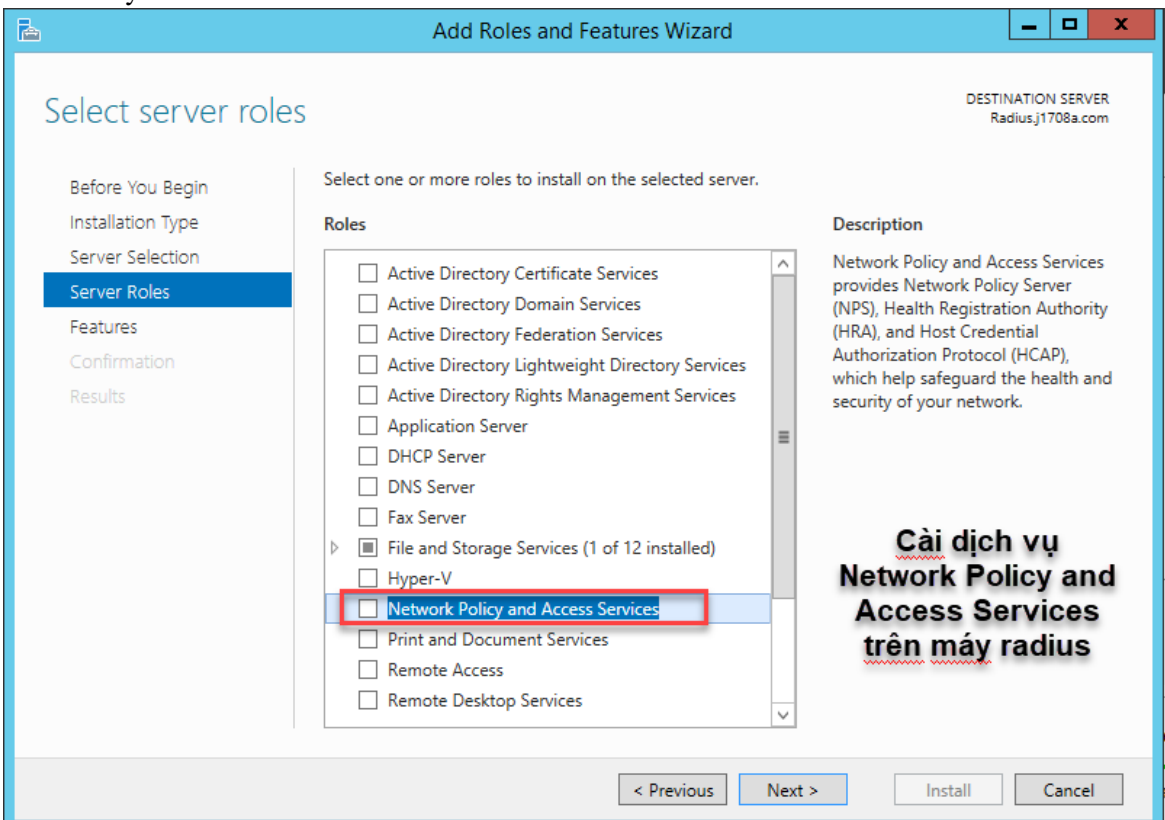 Add Roles and Features Wizard
Select server roles
DESTINATION SERVER
Radius.j1708a.com
Before You Begin
Installation Type
Server Selection
Server Roles
Features
Confirmation
Results
Select one or more roles to install on the selected server.
Roles
Active Directory Certificate Services
Active Directory Domain Services
Active Directory Federation Services
Active Directory Lightweight Directory Services
Active Directory Rights Management Services
Application Server
DHCP Server
DNS Server
Fax Server
File and Storage Services (1 of 12 installed)
Hyper-V
Network Policy and Access Services
Print and Document Services
Remote Access
Remote Desktop Services
Description
Network Policy and Access Services
provides Network Policy Server
(NPS), Health Registration Authority
(HRA), and Host Credential
Authorization Protocol (HCAP),
which help safeguard the health and
security of your network.
Cài dịch vụ
Network Policy and
Access Services
trên máy radius
< Previous
Next >
Install
Cancel